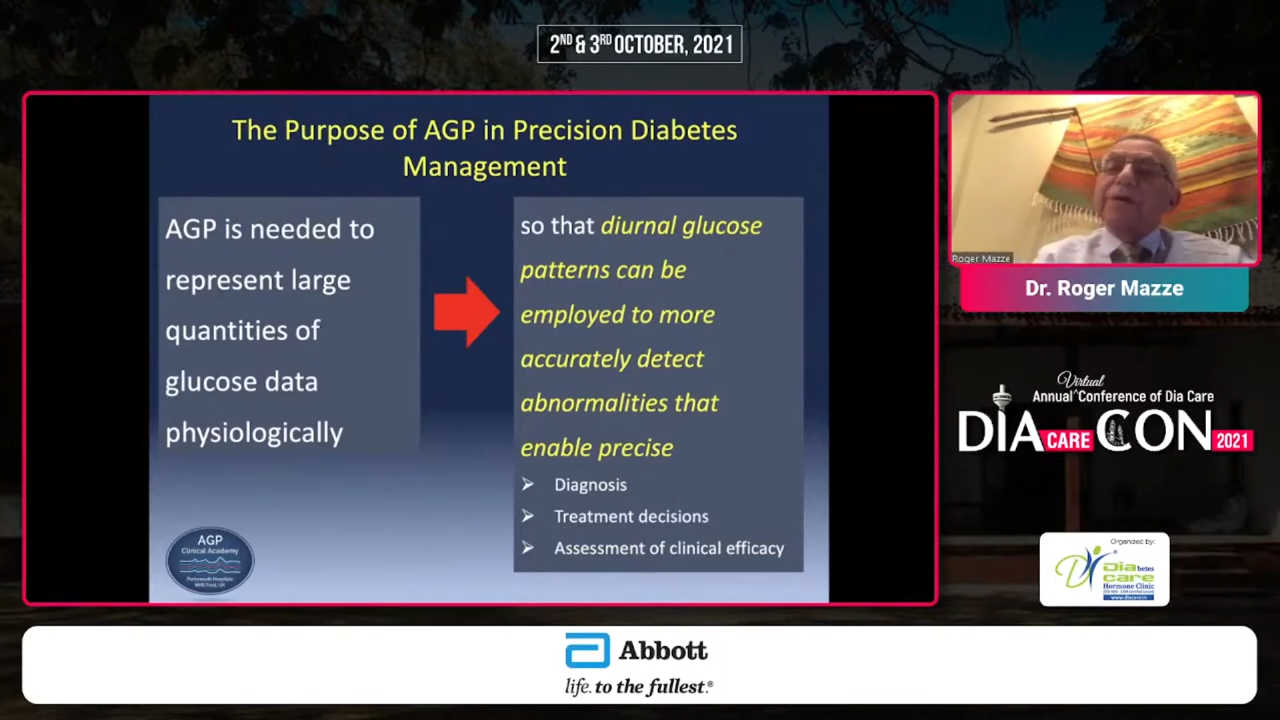 2ND & 3RD OCTOBER, 2021
The Purpose of AGP in Precision Diabetes
Management
AGP is needed to
represent large
quantities of
glucose data
physiologically
so that diurnal glucose
patterns can be
employed to more
accurately detect
abnormalities that
enable precise
➢ Diagnosis
➢ Treatment decisions
➢ Assessment of clinical efficacy
AGP
Clinical Academy
Portsmouth Hospitals
NHS Trust, UK
Roger Mazze
Dr. Roger Mazze
Virtual
Annual ^ Conference of Dia Care
DIA CARE CON 2021
Organized by:
Diabetes
care
Hormone Clinic
www.diacare.in
Abbott
life. to the fullest.®